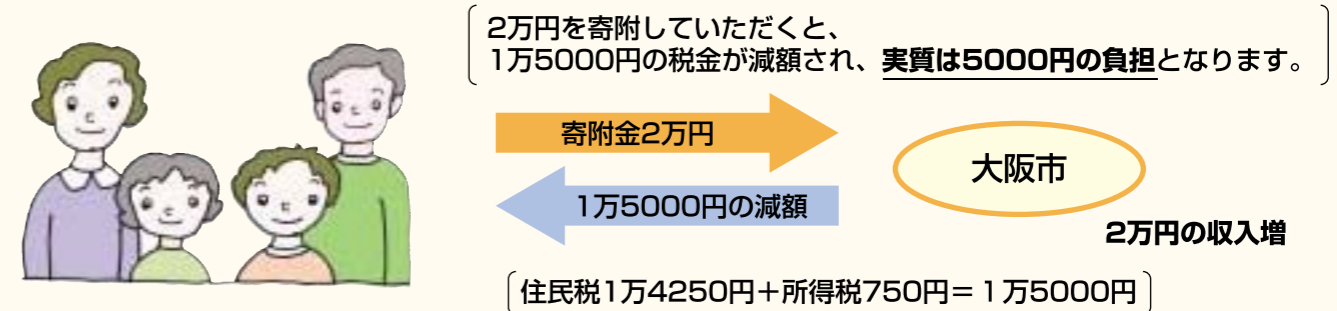 2万円を寄附していただくと、
1万5000円の税金が減額され、実質は5000円の負担となります。
寄附金2万円
大阪市
1万5000円の減額
2万円の収入増
住民税1万4250円+所得税750円=1万5000円